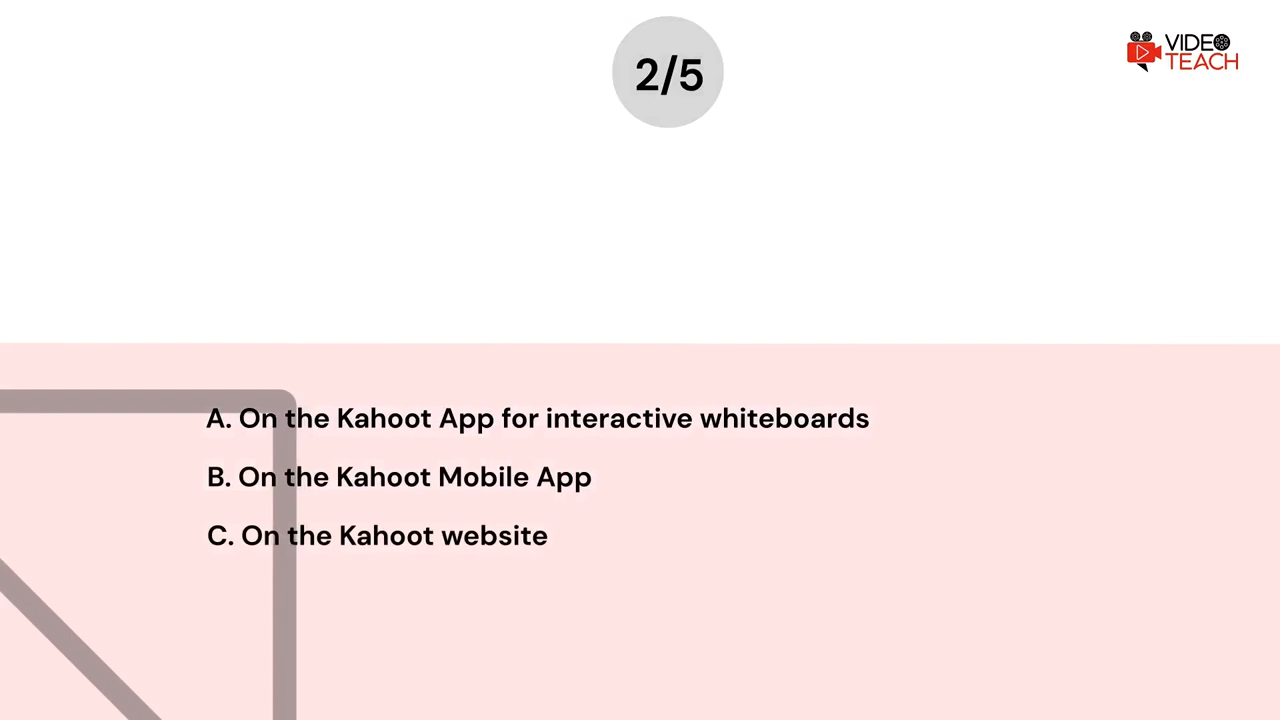 2/5
VIDEO
TEACH
A. On the Kahoot App for interactive whiteboards
B. On the Kahoot Mobile App
C. On the Kahoot website